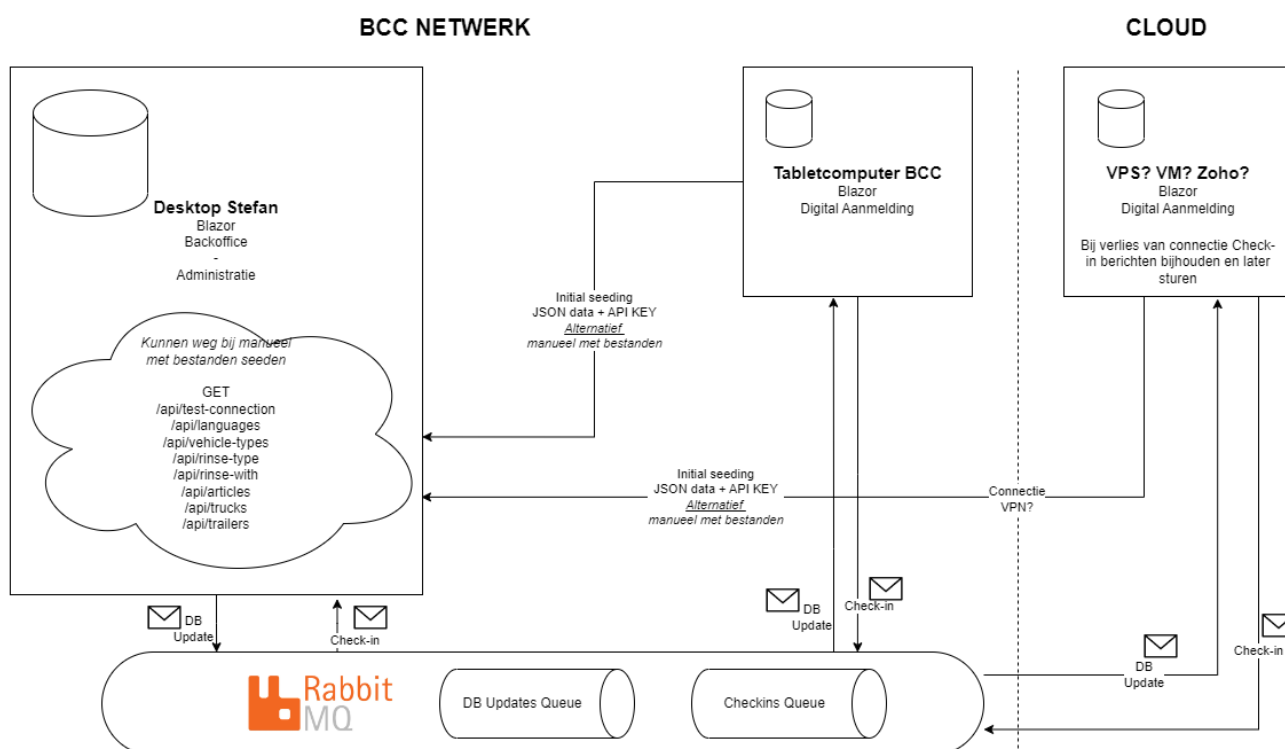 BCC NETWERK
CLOUD
Desktop Stefan
Blazor
Backoffice
-
Administratie
Kunnen weg bij manueel
met bestanden seeden
GET
/api/test-connection
/api/languages
/api/vehicle-types
/api/rinse-type
/api/rinse-with
/api/articles
/api/trucks
/api/trailers
Initial seeding
JSON data + API KEY
Alternatief
manueel met bestanden
Tabletcomputer BCC
Blazor
Digital Aanmelding
VPS? VM? Zoho?
Blazor
Digital Aanmelding
Bij verlies van connectie Check-
in berichten bijhouden en later
sturen
Initial seeding
JSON data + API KEY
Alternatief
manueel met bestanden
Connectie
VPN?
DB
Update
Check-in
DB
Update
Check-in
DB
Update
Check-in
Rabbit
MQ
DB Updates Queue
Checkins Queue